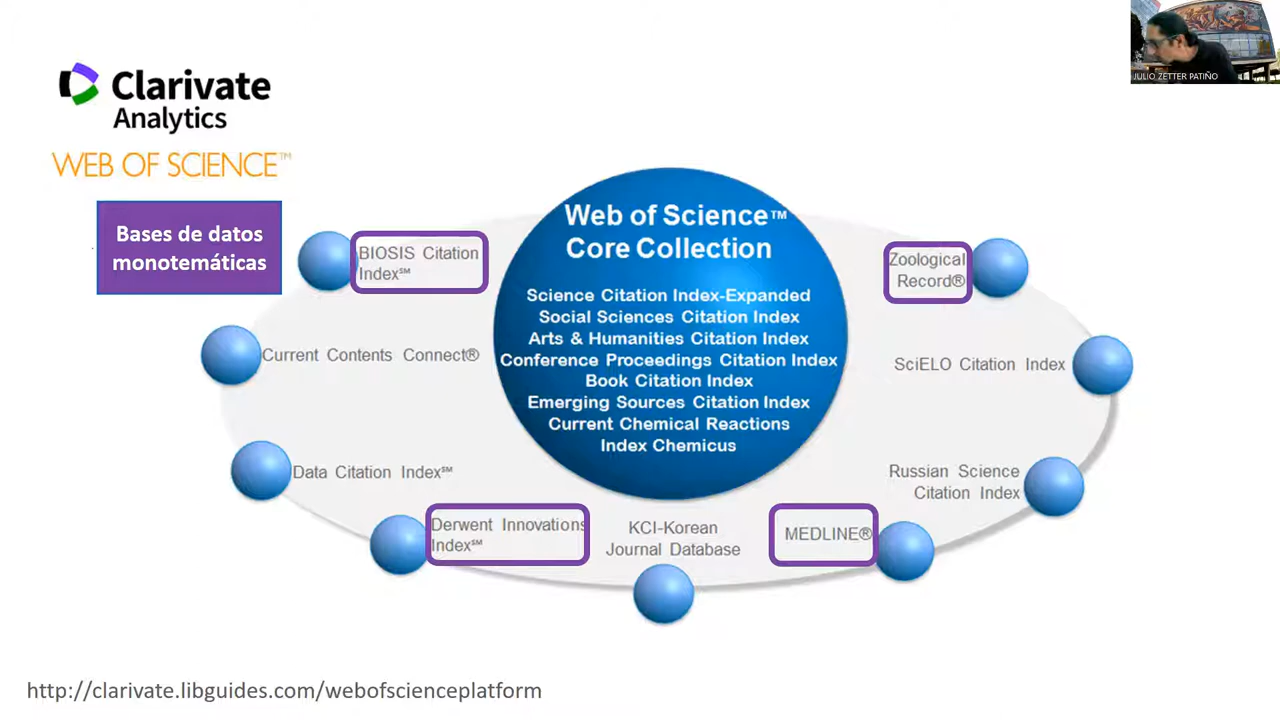 JULIO ZETTER PATIÑO
Clarivate
Analytics
WEB OF SCIENCE™
Bases de datos
monotemáticas
Web of Science™
Core Collection
Science Citation Index-Expanded
Social Sciences Citation Index
Arts & Humanities Citation Index
Conference Proceedings Citation Index
Book Citation Index
Emerging Sources Citation Index
Current Chemical Reactions
Index Chemicus
BIOSIS Citation
Index℠
Current Contents Connect®
Data Citation Index℠
Derwent Innovations
Index℠
KCI-Korean
Journal Database
MEDLINE®
Russian Science
Citation Index
SciELO Citation Index
Zoological
Record®
http://clarivate.libguides.com/webofscienceplatform